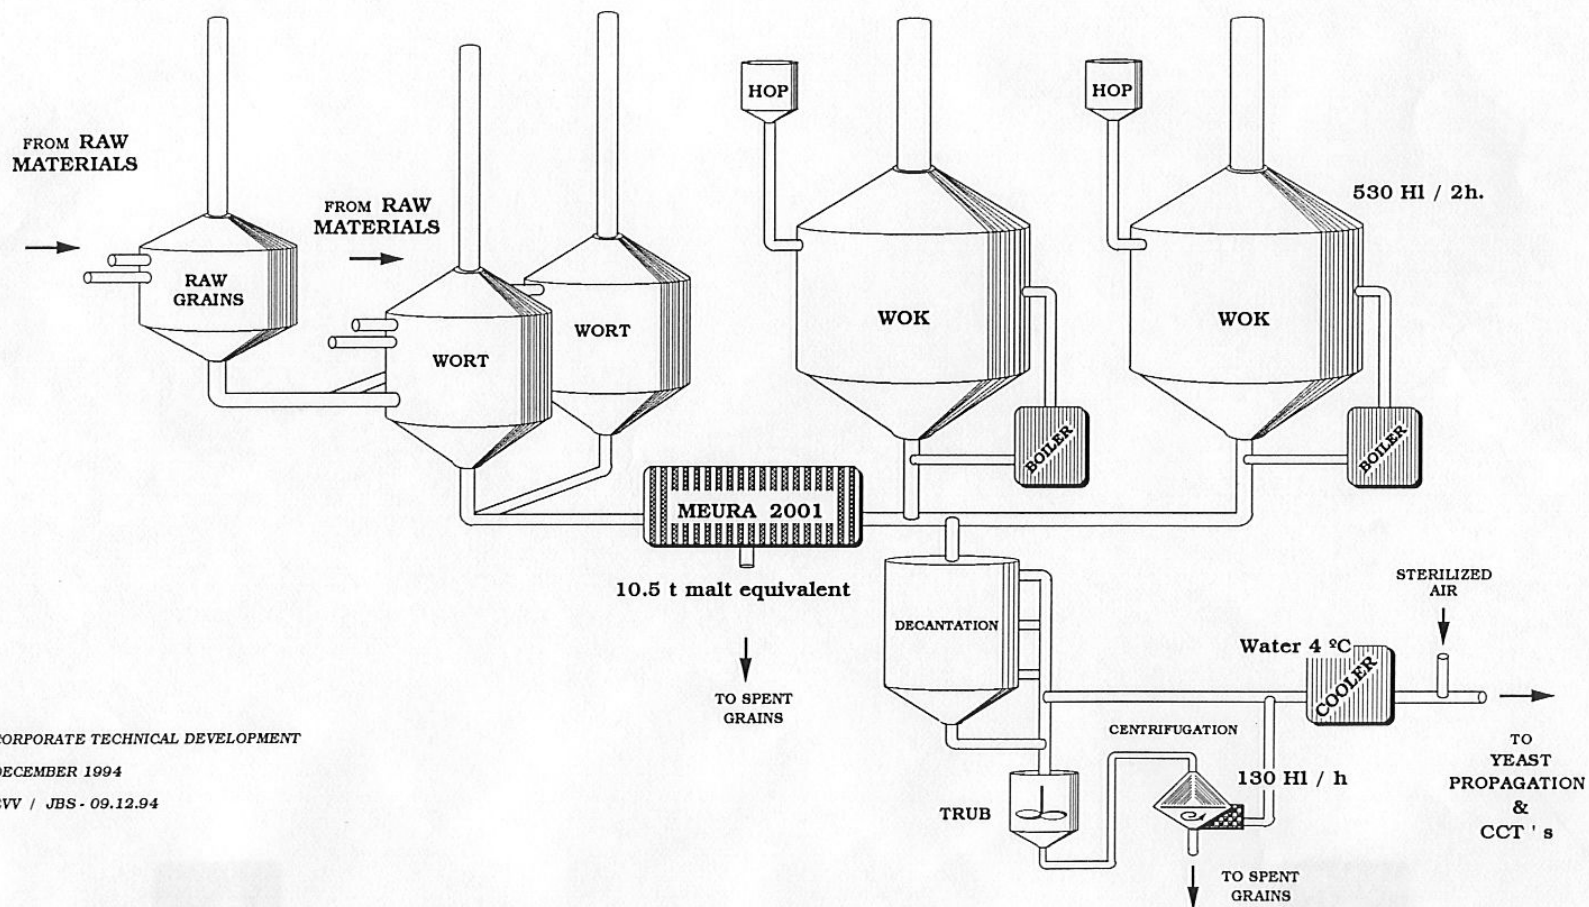 FROM RAW
MATERIALS
RAW
GRAINS
FROM RAW
MATERIALS
WORT
WORT
HOP
WOK
BOILER
HOP
WOK
BOILER
530 Hl / 2h.
MEURA 2001
10.5 t malt equivalent
TO SPENT
GRAINS
DECANTATION
TRUB
CENTRIFUGATION
130 Hl / h
TO SPENT
GRAINS
Water 4 ºC
COOLER
STERILIZED
AIR
TO
YEAST
PROPAGATION
&
CCT ' s
CORPORATE TECHNICAL DEVELOPMENT
DECEMBER 1994
VV / JBS - 09.12.94